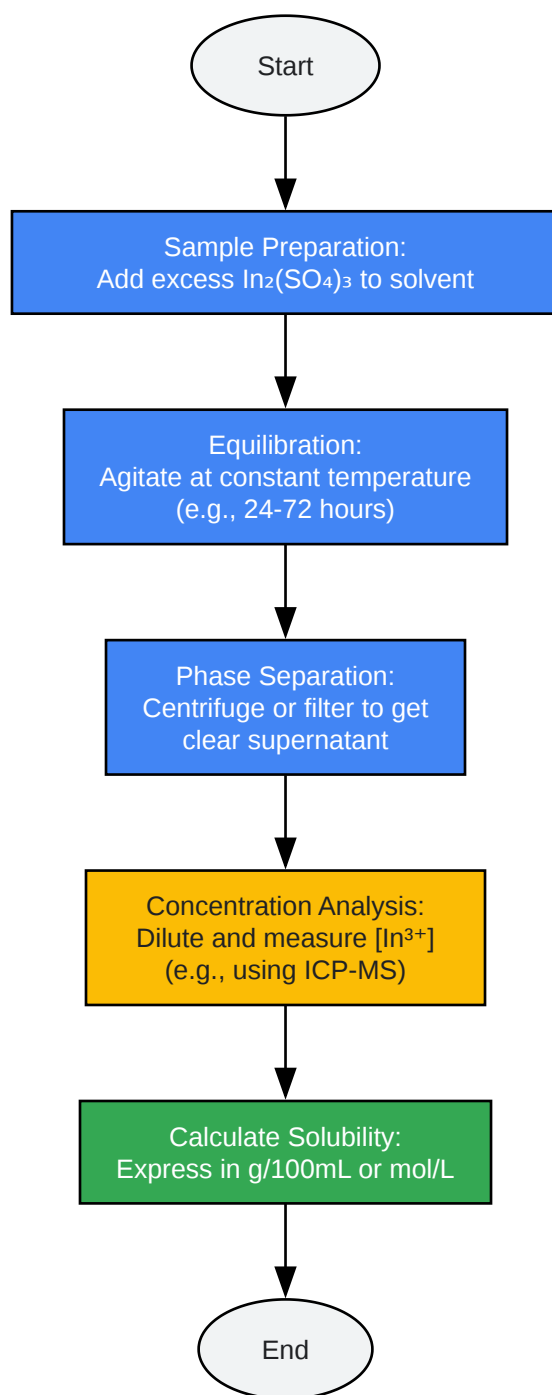 Start
Sample Preparation:
Add excess In₂(SO₄)₃ to solvent
Equilibration:
Agitate at constant temperature
(e.g., 24-72 hours)
Phase Separation:
Centrifuge or filter to get
clear supernatant
Concentration Analysis:
Dilute and measure [In³⁺]
(e.g., using ICP-MS)
Calculate Solubility:
Express in g/100mL or mol/L
End